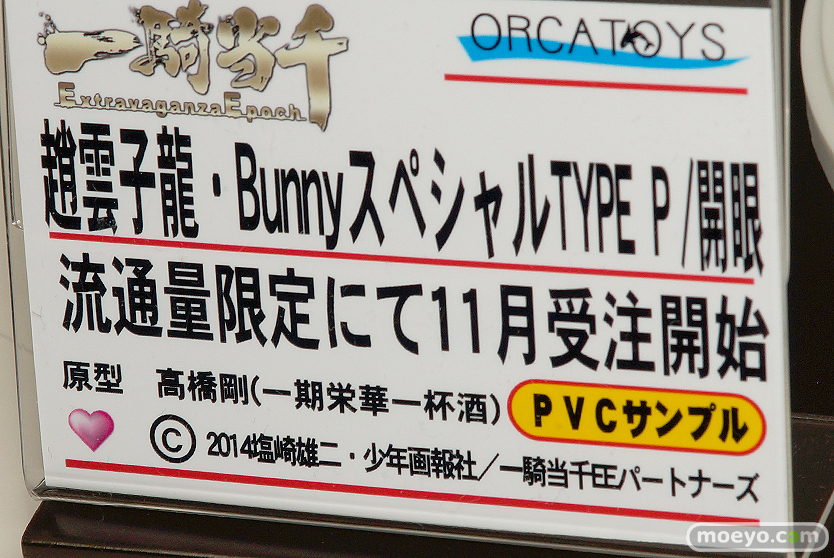 一騎当千
ExtravaganzaEpoch
ORCATOYS
趙雲子龍・BunnyスペシャルTYPE P /開眼
流通量限定にて11月受注開始
原型 高橋剛(一期栄華一杯酒)
PVCサンプル
©2014塩崎雄二・少年画報社/一騎当千EEパートナーズ
moeyo.com